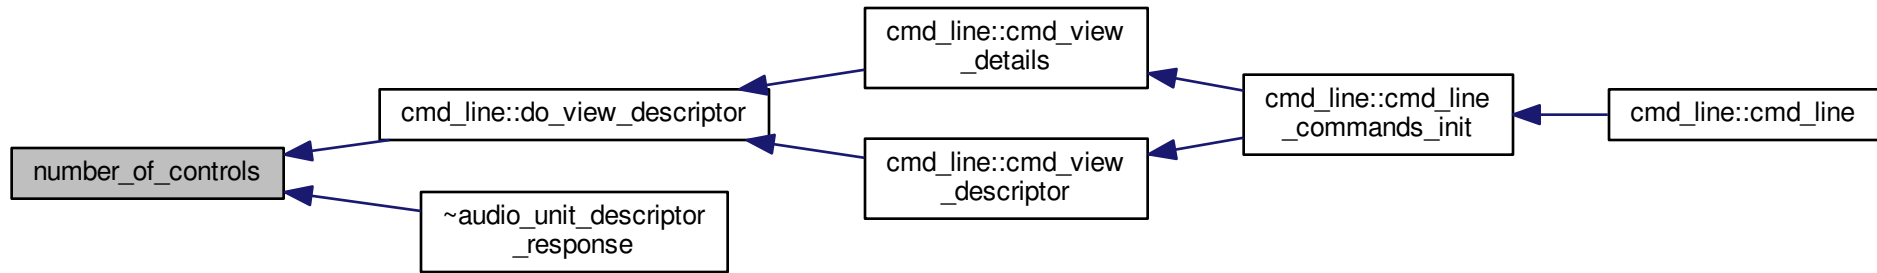 number_of_controls
cmd_line::do_view_descriptor
~audio_unit_descriptor
_response
cmd_line::cmd_view
_details
cmd_line::cmd_view
_descriptor
cmd_line::cmd_line
_commands_init
cmd_line::cmd_line